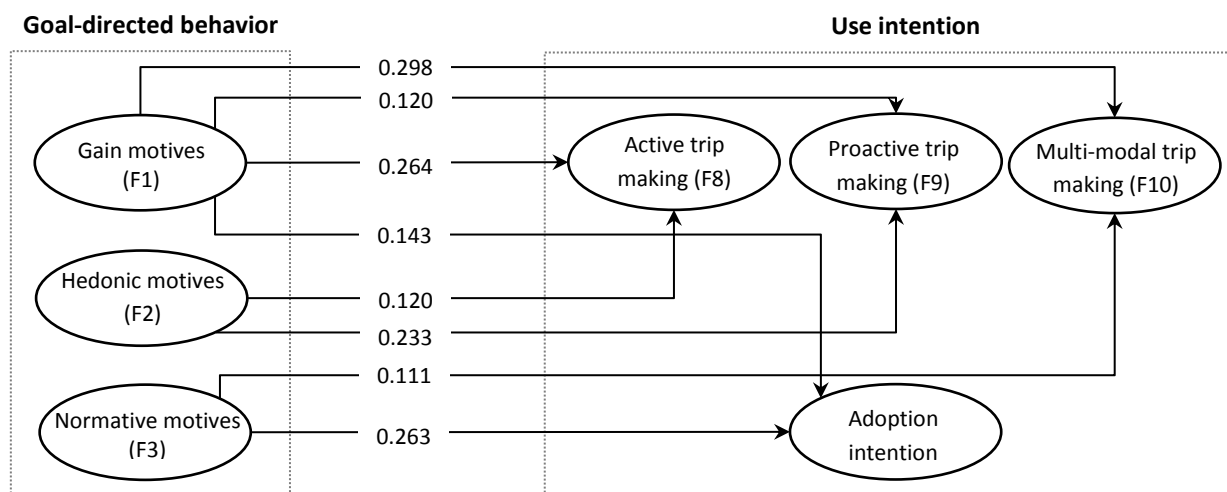 Goal-directed behavior
Use intention
0.298
0.120
Gain motives
(F1)
0.264
Active trip
making (F8)
Proactive trip
making (F9)
Multi-modal trip
making (F10)
0.143
Hedonic motives
(F2)
0.120
0.233
0.111
Normative motives
(F3)
0.263
Adoption
intention